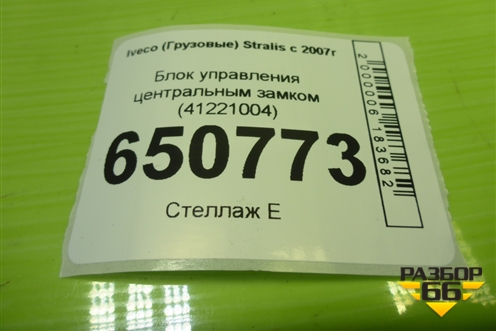 Iveco (Грузовые) Stralis с 2007г
Блок управления
центральным замком
(41221004)
650773
Стеллаж Е
2000006183682
РАЗБОР
66